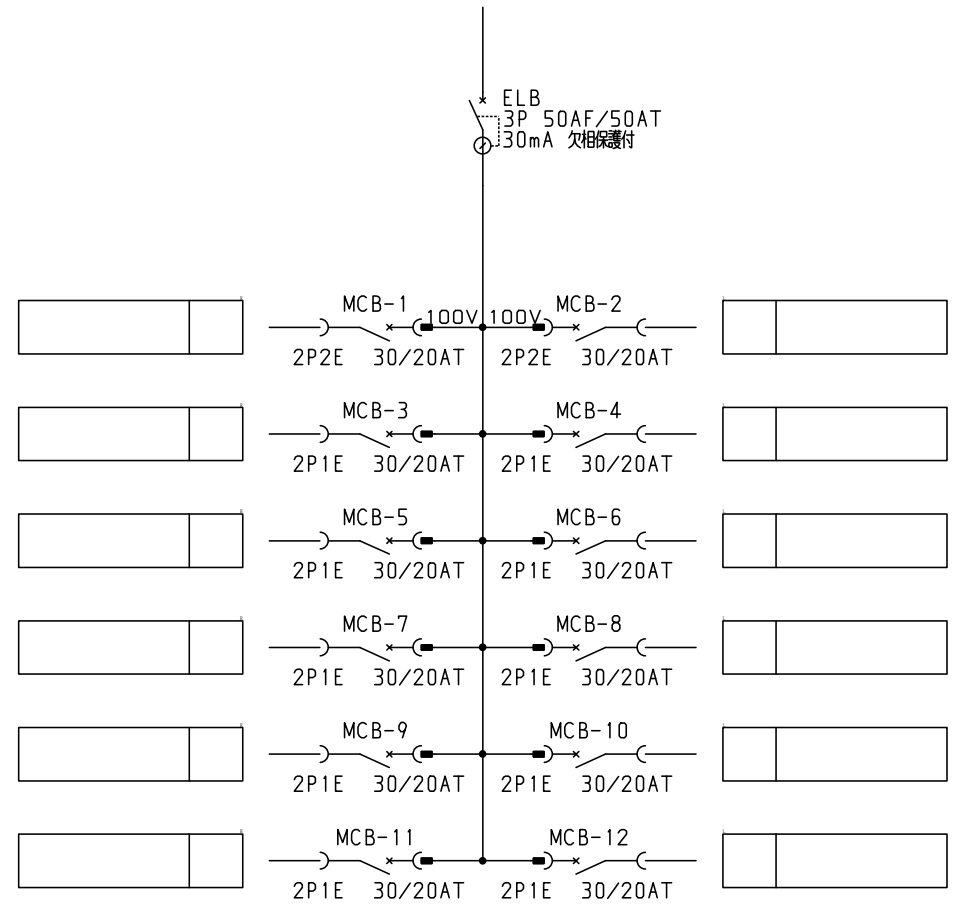 ELB
3P 50AF/50AT
30mA 欠相保護付
MCB-1 MCB-2
100V 100V
2P2E 30/20AT 2P2E 30/20AT
MCB-3 MCB-4
2P1E 30/20AT 2P1E 30/20AT
MCB-5 MCB-6
2P1E 30/20AT 2P1E 30/20AT
MCB-7 MCB-8
2P1E 30/20AT 2P1E 30/20AT
MCB-9 MCB-10
2P1E 30/20AT 2P1E 30/20AT
MCB-11 MCB-12
2P1E 30/20AT 2P1E 30/20AT